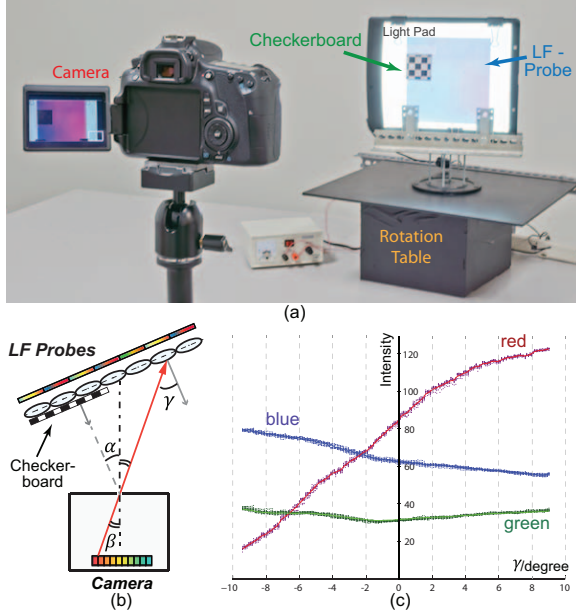 Light Pad
Checkerboard
LF -
Probe
Camera
Rotation
Table
(a)
LF Probes
γ
α
Checker-
board
β
Camera
(b)
Intensity
red
blue
green
120
100
80
60
40
20
-10 -8 -6 -4 -2 0 2 4 6 8 10
γ/degree
(c)